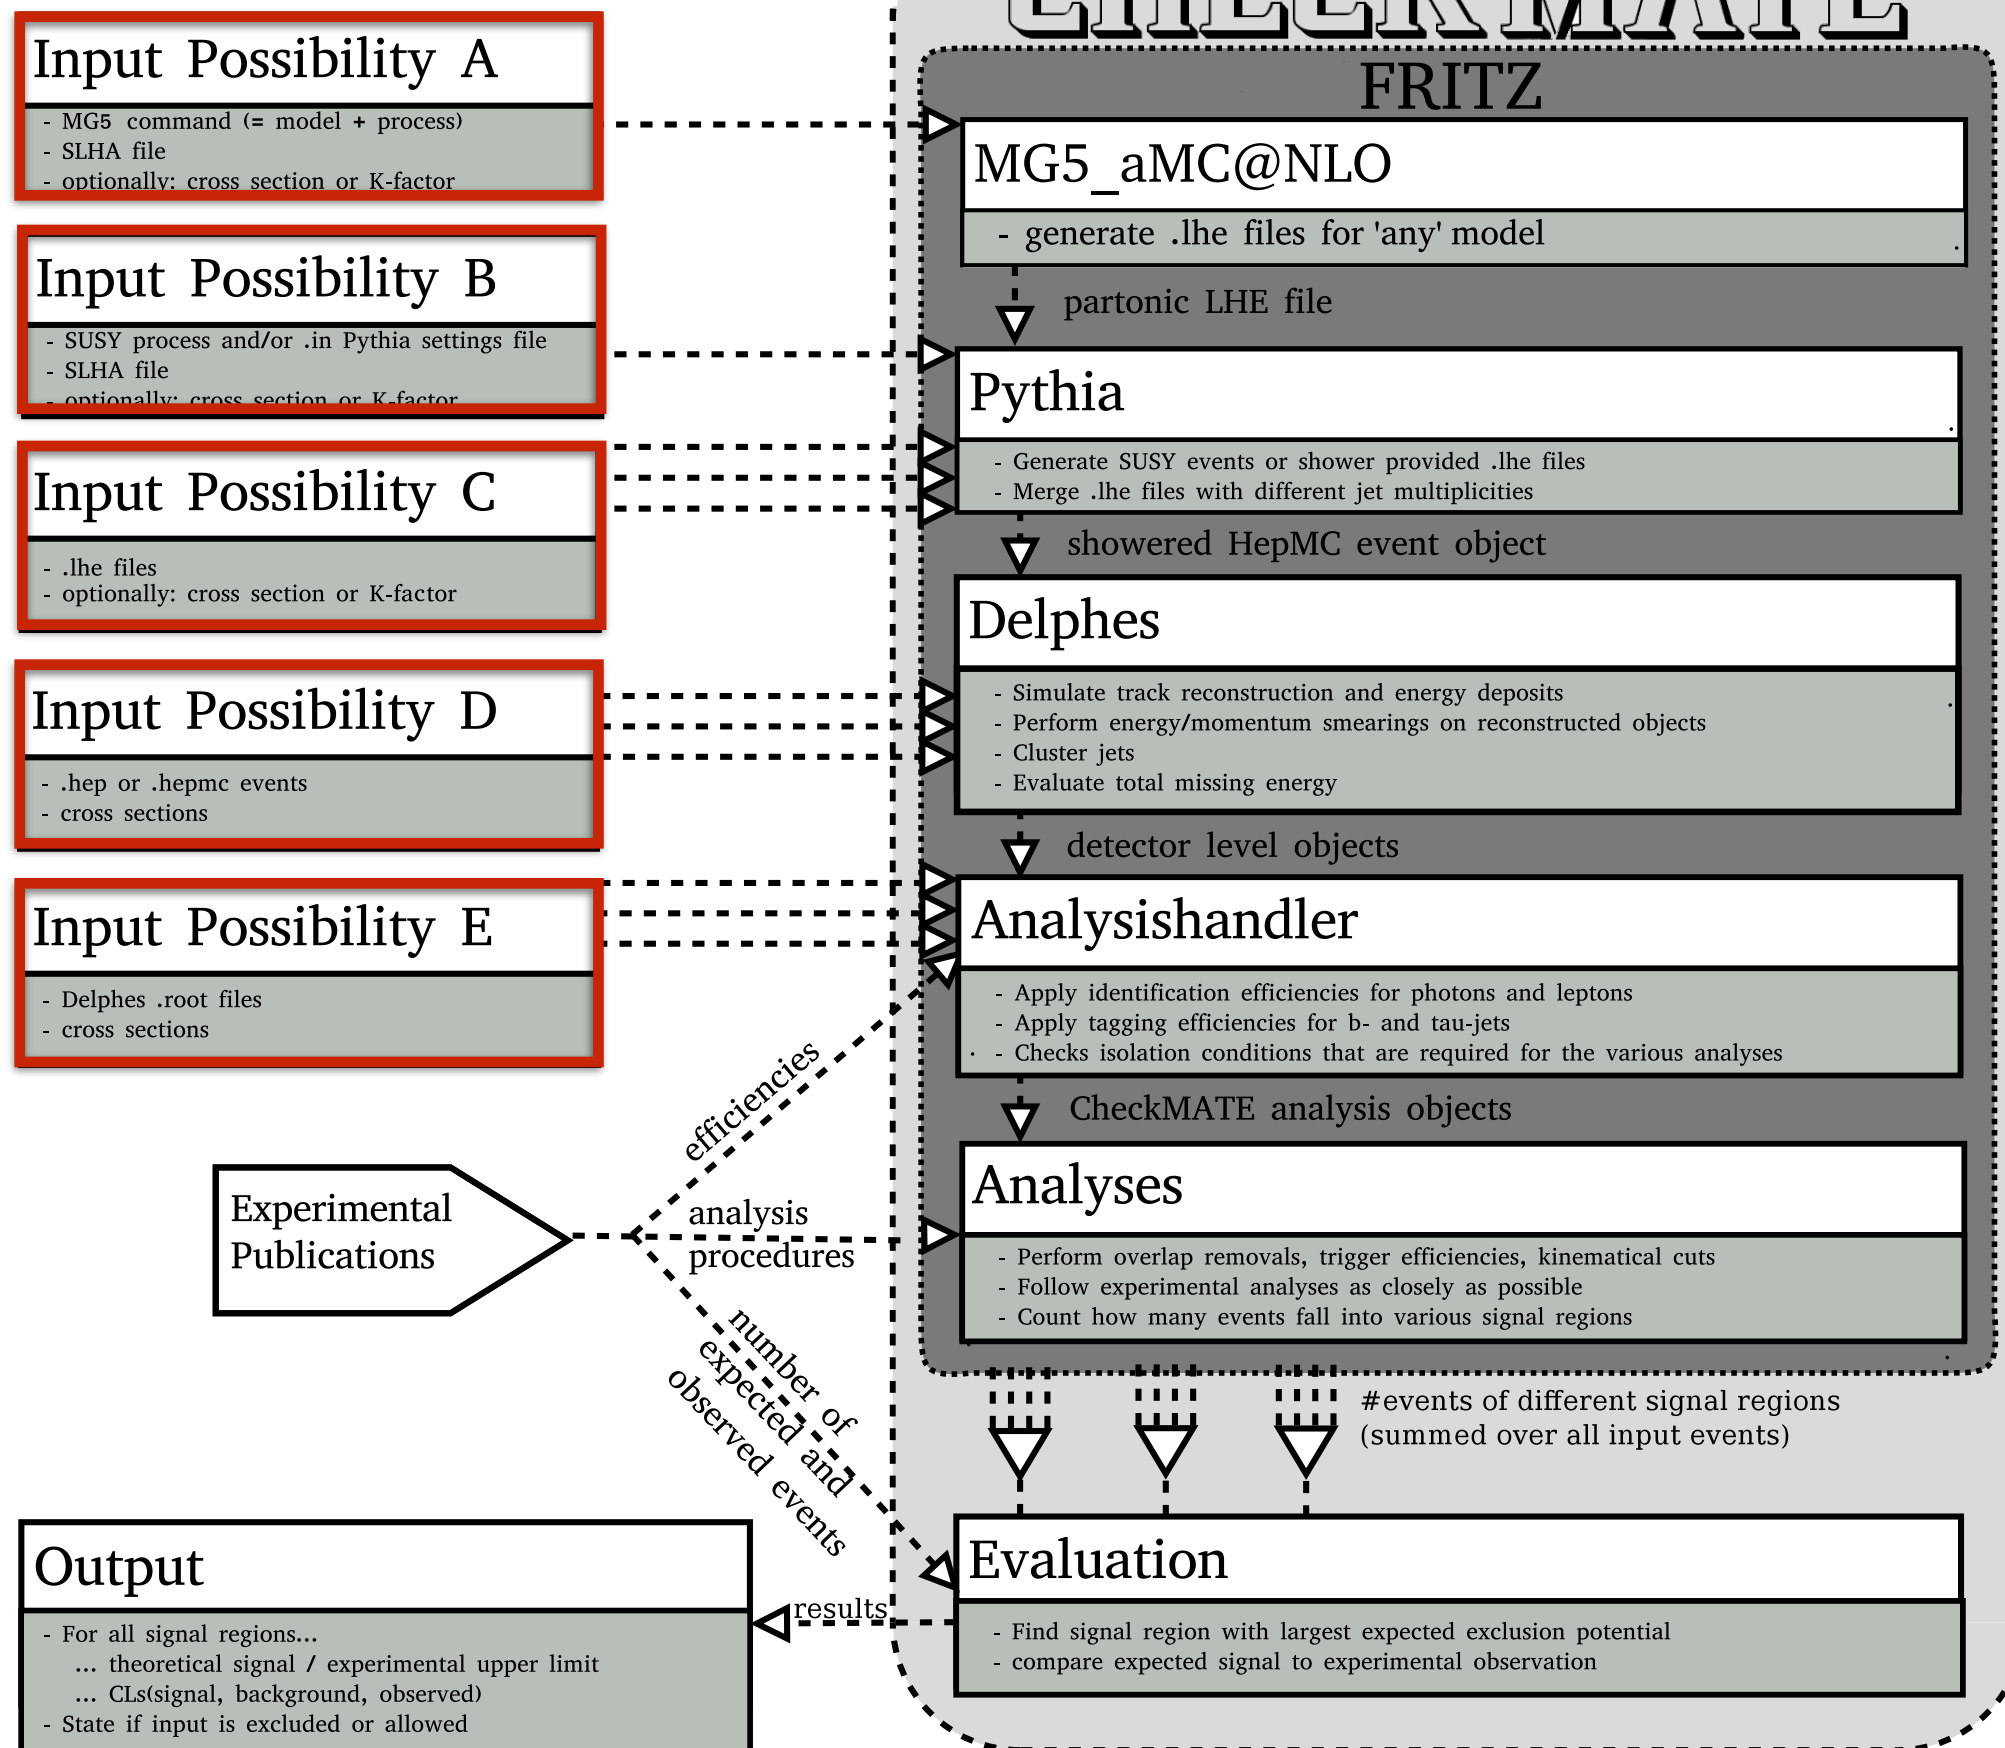 CHECKMATE
FRITZ
Input Possibility A
- MG5 command (= model + process)
- SLHA file
- optionally: cross section or K-factor
Input Possibility B
- SUSY process and/or .in Pythia settings file
- SLHA file
- optionally: cross section or K-factor
Input Possibility C
- .lhe files
- optionally: cross section or K-factor
Input Possibility D
- .hep or .hepmc events
- cross sections
Input Possibility E
- Delphes .root files
- cross sections
Experimental
Publications
efficiencies
analysis
procedures
number of
expected and
observed events
MG5_aMC@NLO
- generate .lhe files for 'any' model
partonic LHE file
Pythia
- Generate SUSY events or shower provided .lhe files
- Merge .lhe files with different jet multiplicities
showered HepMC event object
Delphes
- Simulate track reconstruction and energy deposits
- Perform energy/momentum smearings on reconstructed objects
- Cluster jets
- Evaluate total missing energy
detector level objects
Analysishandler
- Apply identification efficiencies for photons and leptons
- Apply tagging efficiencies for b- and tau-jets
- Checks isolation conditions that are required for the various analyses
CheckMATE analysis objects
Analyses
- Perform overlap removals, trigger efficiencies, kinematical cuts
- Follow experimental analyses as closely as possible
- Count how many events fall into various signal regions
#events of different signal regions
(summed over all input events)
Evaluation
- Find signal region with largest expected exclusion potential
- compare expected signal to experimental observation
results
Output
- For all signal regions...
... theoretical signal / experimental upper limit
... CLs(signal, background, observed)
- State if input is excluded or allowed